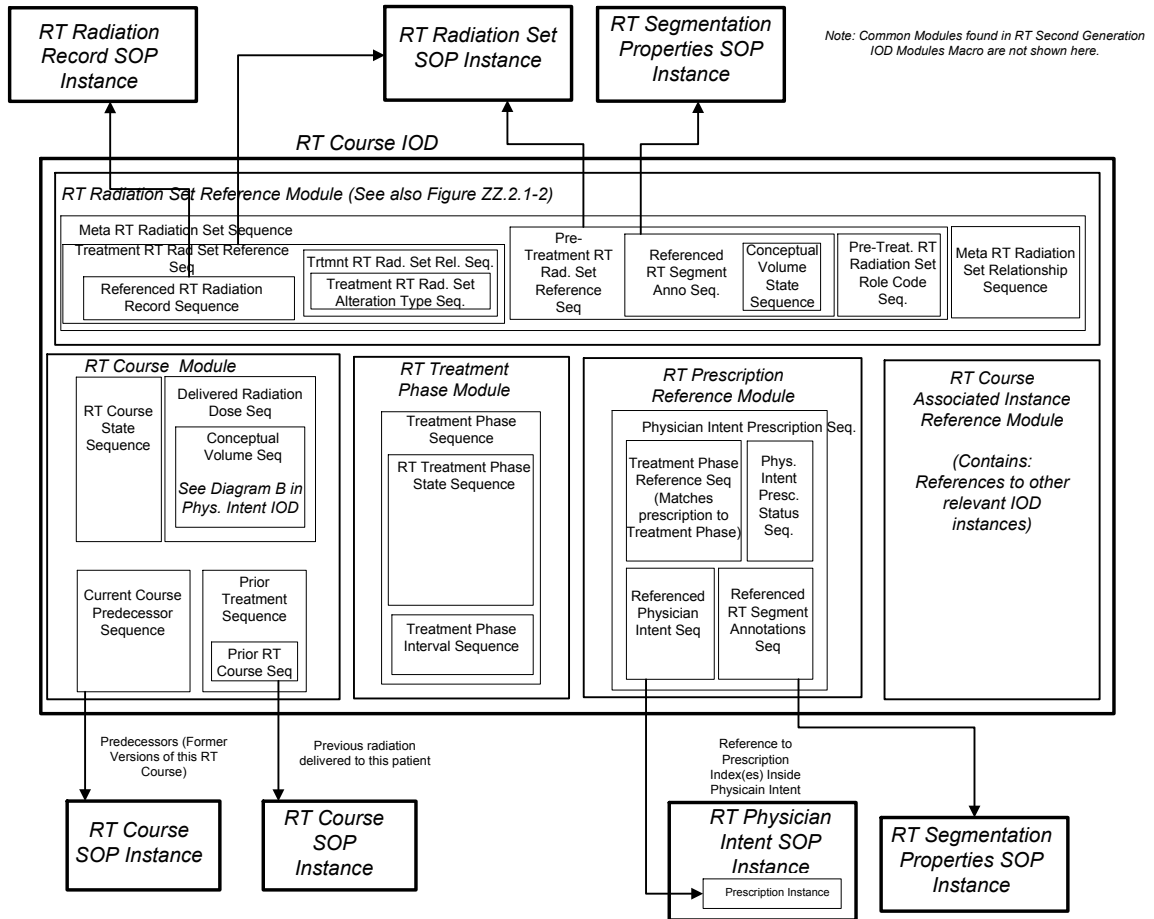 RT Radiation
Record SOP
Instance
RT Radiation Set
SOP Instance
RT Segmentation
Properties SOP
Instance
Note: Common Modules found in RT Second Generation
IOD Modules Macro are not shown here.
RT Course IOD
RT Radiation Set Reference Module (See also Figure ZZ.2.1-2)
Meta RT Radiation Set Sequence
Treatment RT Rad Set Reference
Seq
Referenced RT Radiation
Record Sequence
Trtmnt RT Rad. Set Rel. Seq.
Treatment RT Rad. Set
Alteration Type Seq.
Pre-
Treatment RT
Rad. Set
Reference
Seq
Referenced
RT Segment
Anno Seq.
Conceptual
Volume
State
Sequence
Pre-Treat. RT
Radiation Set
Role Code
Seq.
Meta RT Radiation
Set Relationship
Sequence
RT Course Module
RT Course
State
Sequence
Delivered Radiation
Dose Seq
Conceptual
Volume Seq
See Diagram B in
Phys. Intent IOD
Current Course
Predecessor
Sequence
Prior
Treatment
Sequence
Prior RT
Course Seq
RT Treatment
Phase Module
Treatment Phase
Sequence
RT Treatment Phase
State Sequence
Treatment Phase
Interval Sequence
RT Prescription
Reference Module
Physician Intent Prescription Seq.
Treatment Phase
Reference Seq
(Matches
prescription to
Treatment Phase)
Phys.
Intent
Presc.
Status
Seq.
Referenced
Physician
Intent Seq
Referenced
RT Segment
Annotations
Seq
RT Course
Associated Instance
Reference Module
(Contains:
References to other
relevant IOD
instances)
Predecessors (Former
Versions of this RT
Course)
Previous radiation
delivered to this patient
Reference to
Prescription
Index(es) Inside
Physicain Intent
RT Course
SOP Instance
RT Course
SOP
Instance
RT Physician
Intent SOP
Instance
Prescription Instance
RT Segmentation
Properties SOP
Instance